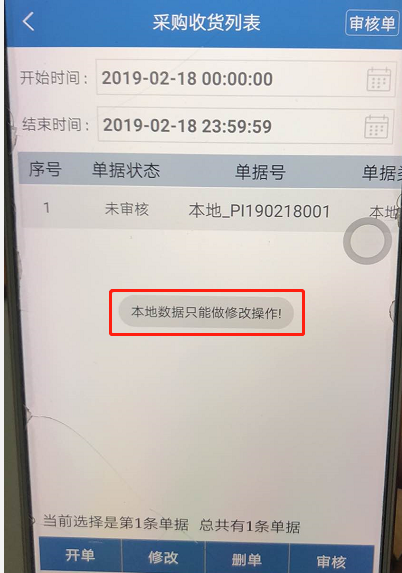 采购收货列表 审核单
开始时间: 2019-02-18 00:00:00
结束时间: 2019-02-18 23:59:59
序号 单据状态 单据号 单据
1 未审核 本地_PI190218001 本地
本地数据只能做修改操作!
当前选择是第1条单据 总共有1条单据
开单 修改 删单 审核